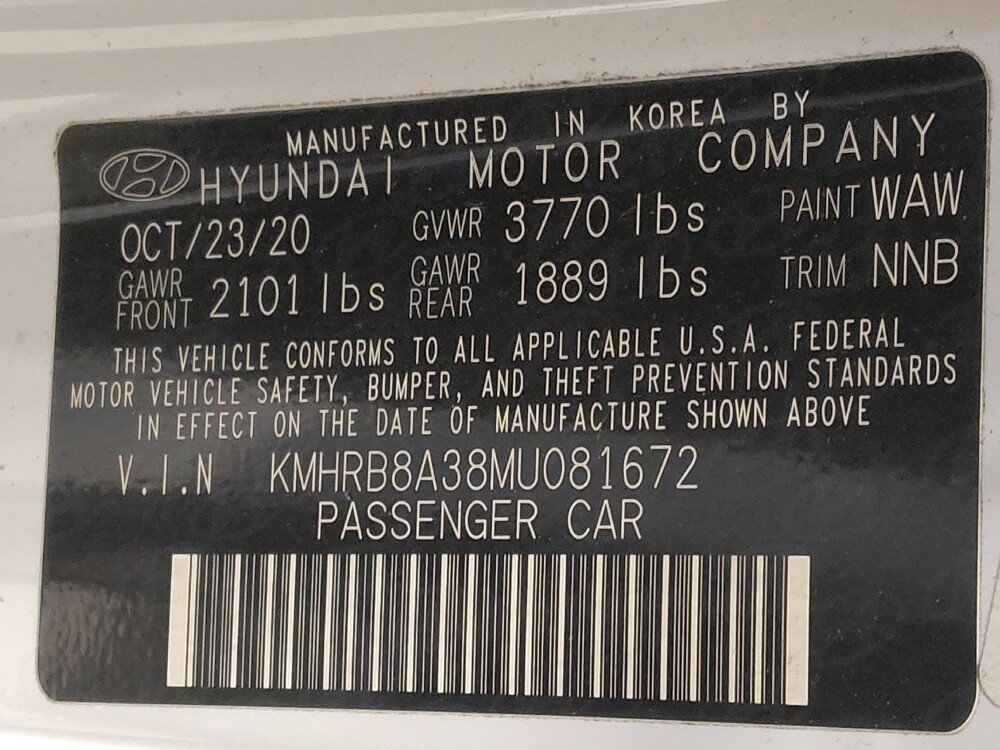 MANUFACTURED IN KOREA BY
HYUNDAI MOTOR COMPANY
OCT/23/20 GVWR 3770 lbs PAINT WAW
GAWR FRONT 2101 lbs GAWR REAR 1889 lbs TRIM NNB
THIS VEHICLE CONFORMS TO ALL APPLICABLE U.S.A. FEDERAL
MOTOR VEHICLE SAFETY, BUMPER, AND THEFT PREVENTION STANDARDS
IN EFFECT ON THE DATE OF MANUFACTURE SHOWN ABOVE
V.I.N KMHRB8A38MU081672
PASSENGER CAR